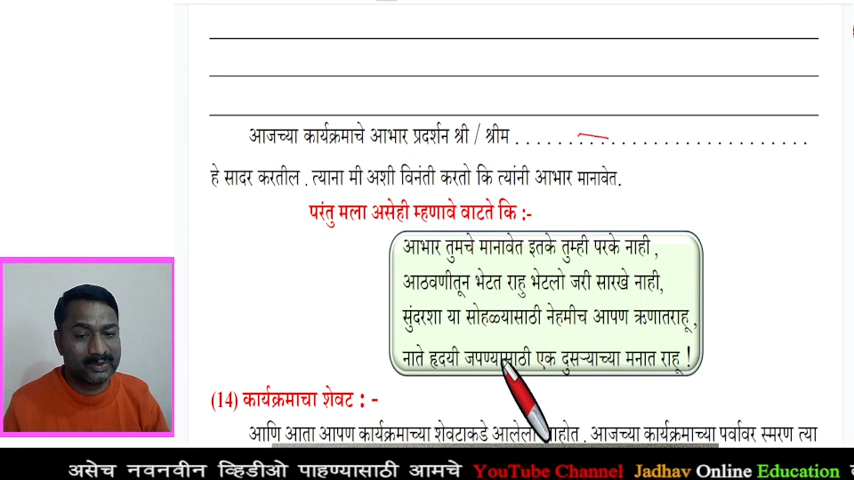 आजच्या कार्यक्रमाचे आभार प्रदर्शन श्री / श्रीम . . . . . . . . . . . . . . . . . . . . . . . . . . . .
हे सादर करतील . त्याना मी अशी विनंती करतो कि त्यांनी आभार मानावेत.
परंतु मला असेही म्हणावे वाटते कि :-
आभार तुमचे मानावेत इतके तुम्ही परके नाही ,
आठवणीतून भेटत राहु भेटलो जरी सारखे नाही,
सुंदरशा या सोहळ्यासाठी नेहमीच आपण ऋणातराहू ,
नाते हृदयी जपण्यासाठी एक दुसऱ्याच्या मनात राहू !
(14) कार्यक्रमाचा शेवट : -
आणि आता आपण कार्यक्रमाच्या शेवटाकडे आलेलो आहोत . आजच्या कार्यक्रमाच्या पर्वावर स्मरण त्या
असेच नवनवीन व्हिडीओ पाहण्यासाठी आमचे YouTube Channel Jadhav Online Education